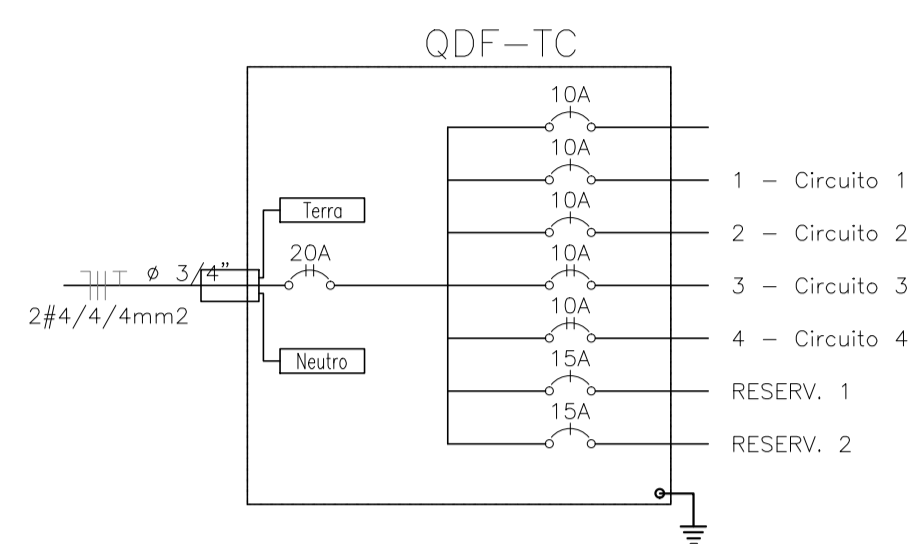 QDF-TC
10A
10A
1 - Circuito 1
Terra
10A
2 - Circuito 2
20A
10A
ø 3/4"
3 - Circuito 3
2#4/4/4mm2
10A
4 - Circuito 4
Neutro
15A
RESERV. 1
15A
RESERV. 2